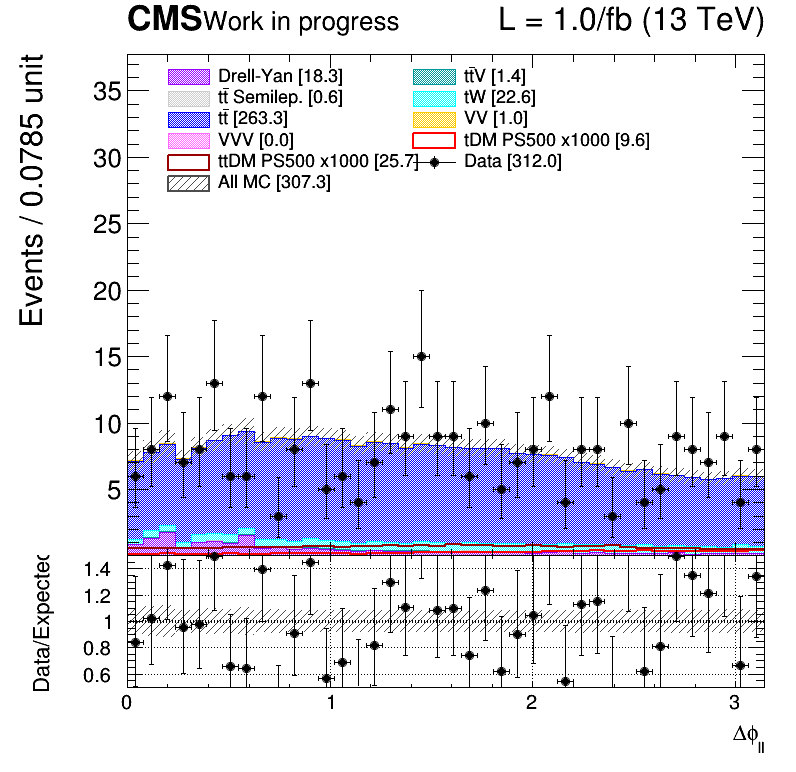 CMS Work in progress L = 1.0/fb (13 TeV)
Events / 0.0785 unit
35
30
25
20
15
10
5
Drell-Yan [18.3]
tt̄ Semilep. [0.6]
tt̄ [263.3]
VVV [0.0]
ttDM PS500 x1000 [25.7]
All MC [307.3]
tt̄V [1.4]
tW [22.6]
VV [1.0]
tDM PS500 x1000 [9.6]
Data [312.0]
Data/Expected
1.4
1.2
1
0.8
0.6
0 1 2 3
Δϕ_ll